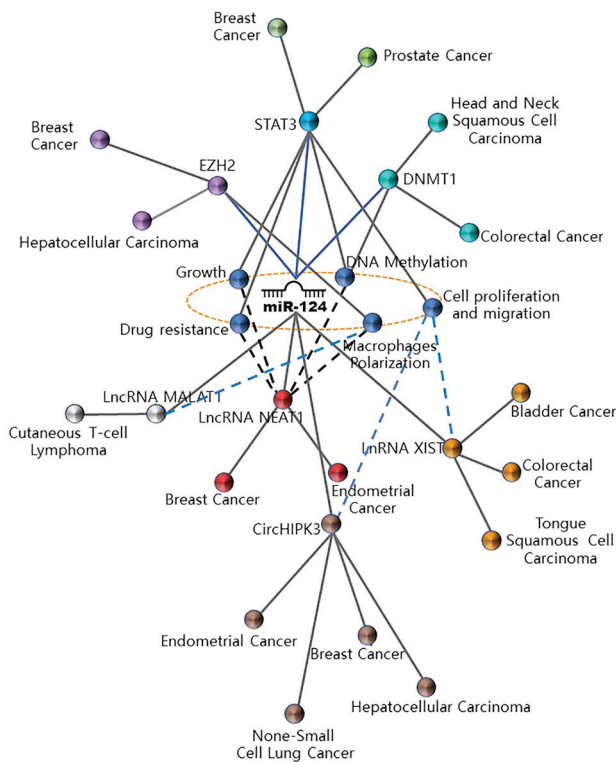 Breast
Cancer
Prostate Cancer
STAT3
Head and Neck
Squamous Cell
Carcinoma
Breast
Cancer
EZH2
DNMT1
Hepatocellular Carcinoma
Colorectal Cancer
Growth
DNA Methylation
miR-124
Cell proliferation
and migration
Drug resistance
Macrophages
Polarization
LncRNA MALAT1
LncRNA NEAT1
Cutaneous T-cell
Lymphoma
Bladder Cancer
LnRNA XIST
Colorectal
Cancer
Breast Cancer
Endometrial
Cancer
CircHIPK3
Tongue
Squamous Cell
Carcinoma
Endometrial Cancer
Breast Cancer
Hepatocellular Carcinoma
None-Small
Cell Lung Cancer